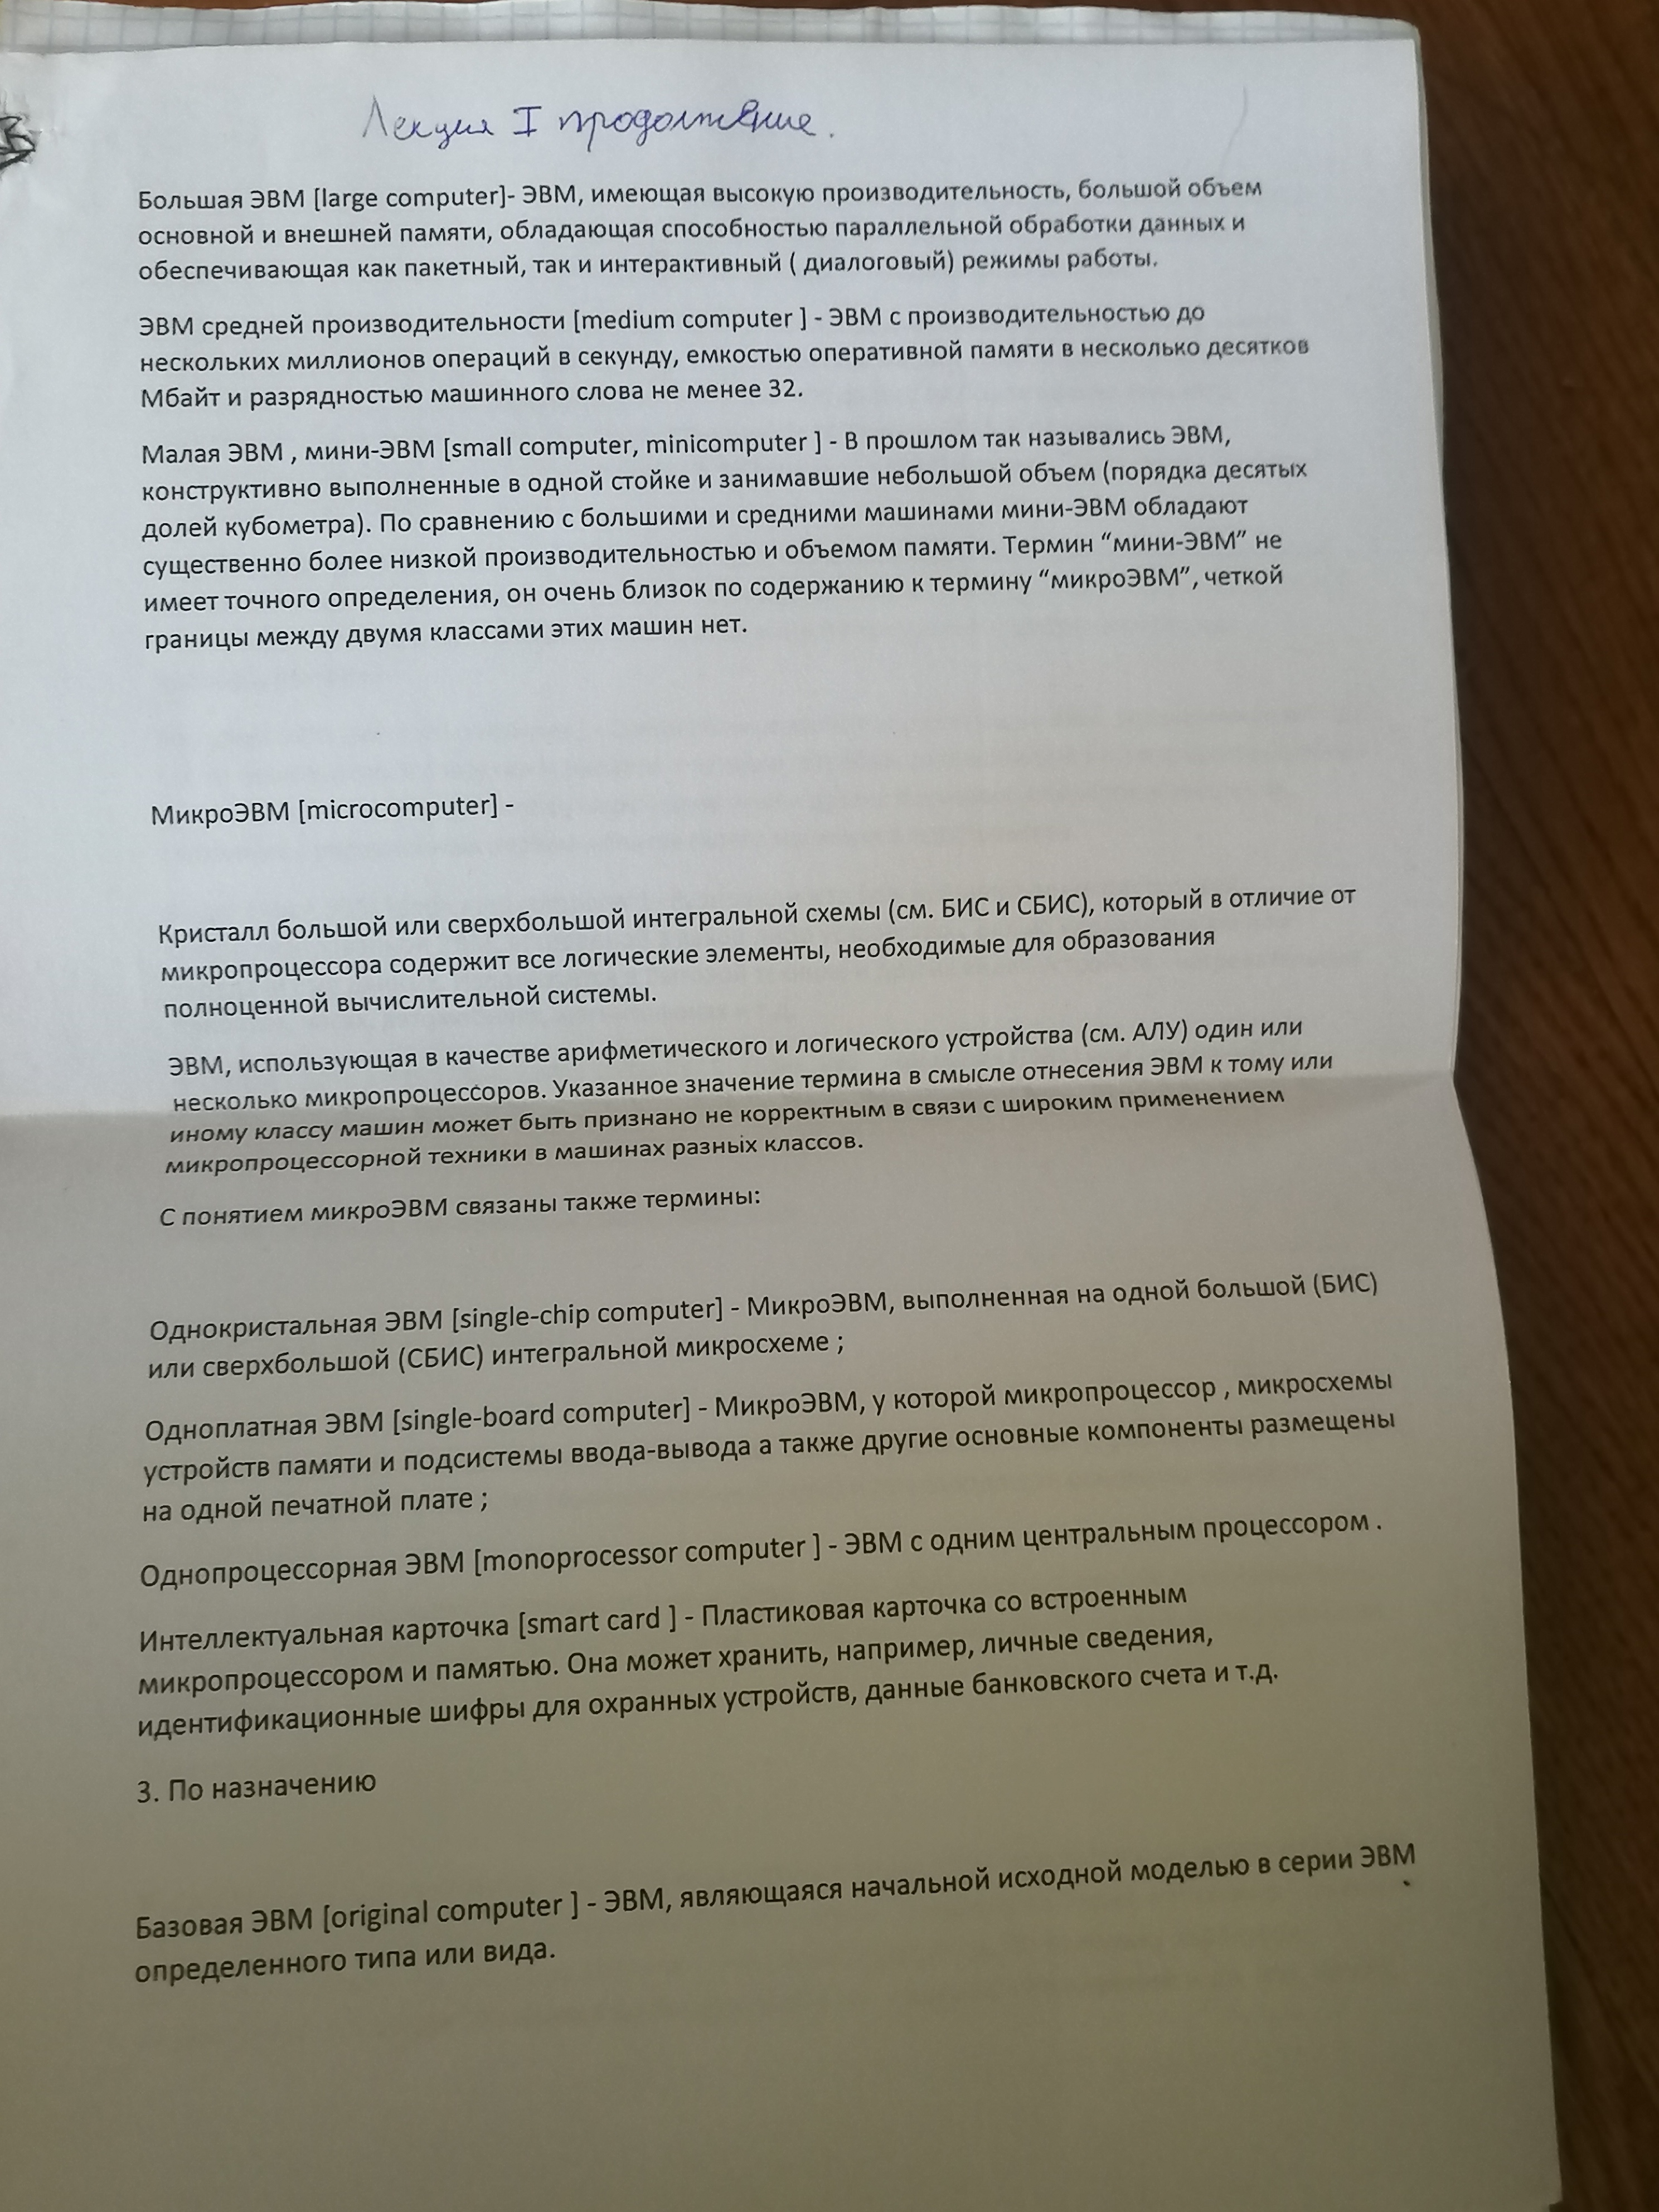 Лекция I продолжение.
Большая ЭВМ [large computer]- ЭВМ, имеющая высокую производительность, большой объем
основной и внешней памяти, обладающая способностью параллельной обработки данных и
обеспечивающая как пакетный, так и интерактивный ( диалоговый) режимы работы.
ЭВМ средней производительности [medium computer ] - ЭВМ с производительностью до
нескольких миллионов операций в секунду, емкостью оперативной памяти в несколько десятков
Мбайт и разрядностью машинного слова не менее 32.
Малая ЭВМ , мини-ЭВМ [small computer, minicomputer ] - В прошлом так назывались ЭВМ,
конструктивно выполненные в одной стойке и занимавшие небольшой объем (порядка десятых
долей кубометра). По сравнению с большими и средними машинами мини-ЭВМ обладают
существенно более низкой производительностью и объемом памяти. Термин “мини-ЭВМ” не
имеет точного определения, он очень близок по содержанию к термину “микроЭВМ”, четкой
границы между двумя классами этих машин нет.
МикроЭВМ [microcomputer] -
Кристалл большой или сверхбольшой интегральной схемы (см. БИС и СБИС), который в отличие от
микропроцессора содержит все логические элементы, необходимые для образования
полноценной вычислительной системы.
ЭВМ, использующая в качестве арифметического и логического устройства (см. АЛУ) один или
несколько микропроцессоров. Указанное значение термина в смысле отнесения ЭВМ к тому или
иному классу машин может быть признано не корректным в связи с широким применением
микропроцессорной техники в машинах разных классов.
С понятием микроЭВМ связаны также термины:
Однокристальная ЭВМ [single-chip computer] - МикроЭВМ, выполненная на одной большой (БИС)
или сверхбольшой (СБИС) интегральной микросхеме ;
Одноплатная ЭВМ [single-board computer] - МикроЭВМ, у которой микропроцессор , микросхемы
устройств памяти и подсистемы ввода-вывода а также другие основные компоненты размещены
на одной печатной плате ;
Однопроцессорная ЭВМ [monoprocessor computer ] - ЭВМ с одним центральным процессором .
Интеллектуальная карточка [smart card ] - Пластиковая карточка со встроенным
микропроцессором и памятью. Она может хранить, например, личные сведения,
идентификационные шифры для охранных устройств, данные банковского счета и т.д.
3. По назначению
Базовая ЭВМ [original computer ] - ЭВМ, являющаяся начальной исходной моделью в серии ЭВМ
определенного типа или вида.